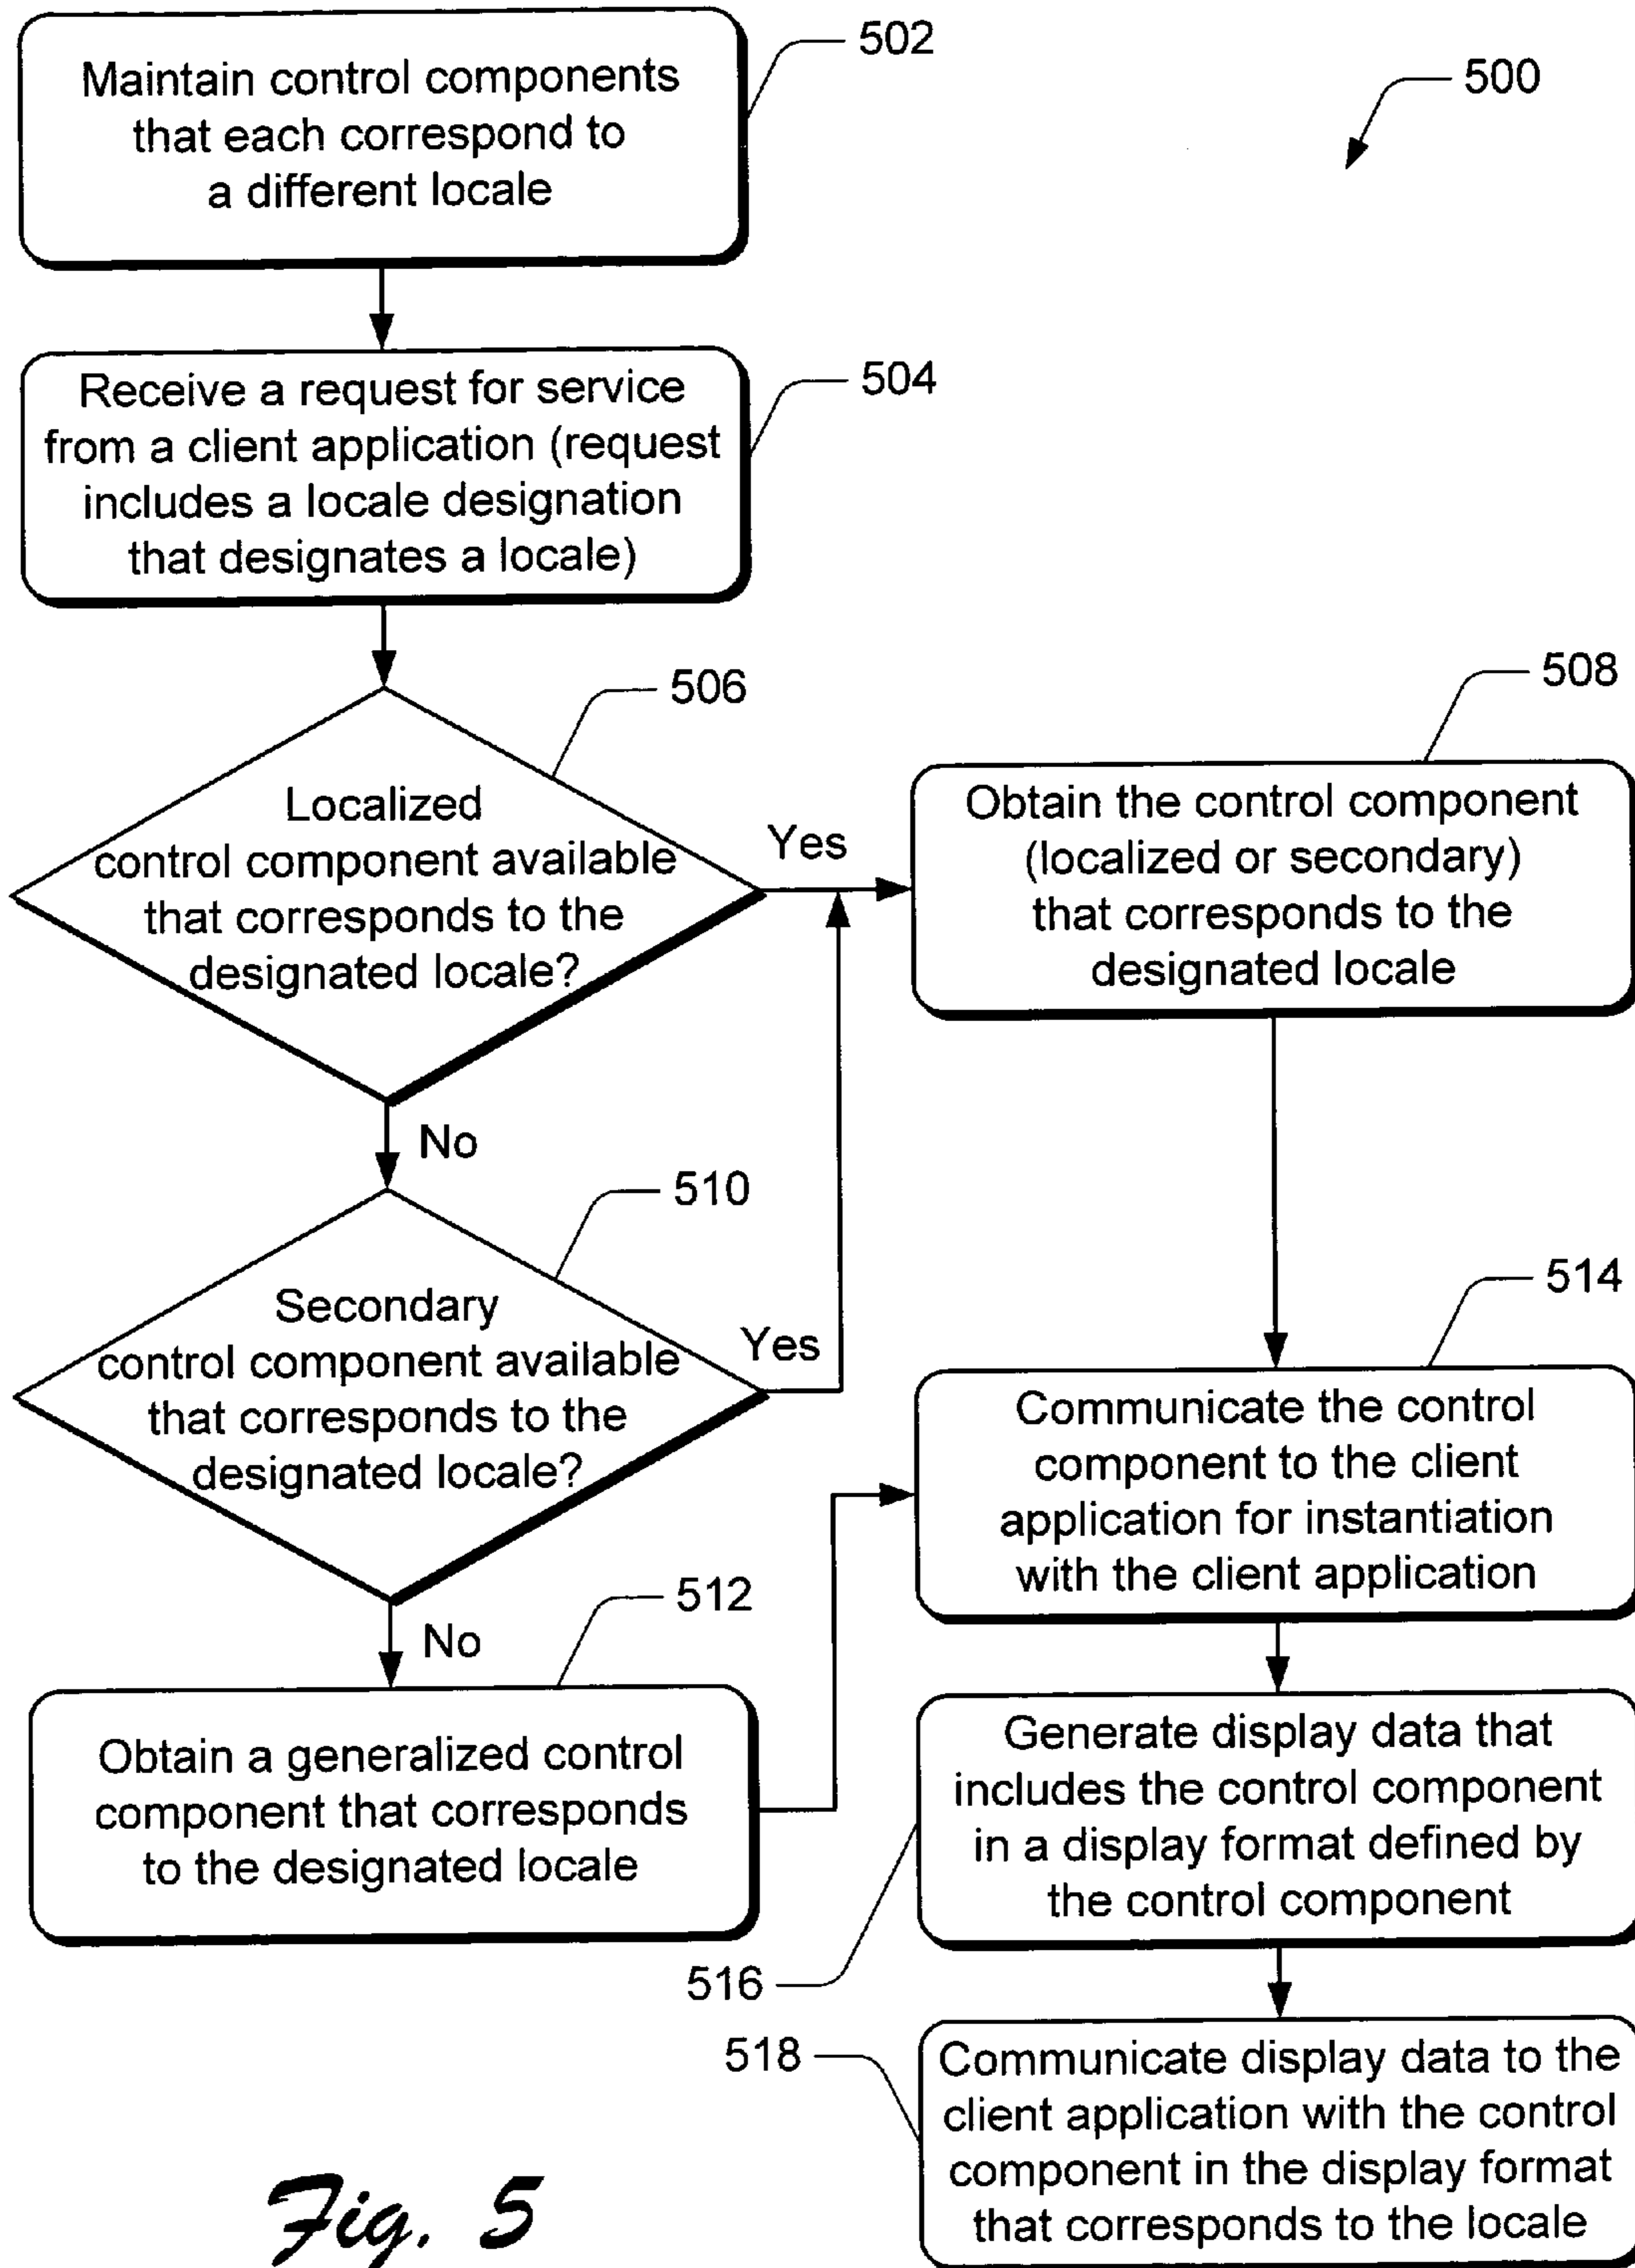 502
Maintain control components
that each correspond to
a different locale
500
504
Receive a request for service
from a client application (request
includes a locale designation
that designates a locale)
506
Localized
control component available
that corresponds to the
designated locale?
Yes
No
508
Obtain the control component
(localized or secondary)
that corresponds to the
designated locale
510
Secondary
control component available
that corresponds to the
designated locale?
Yes
No
512
Obtain a generalized control
component that corresponds
to the designated locale
514
Communicate the control
component to the client
application for instantiation
with the client application
516
Generate display data that
includes the control component
in a display format defined by
the control component
518
Communicate display data to the
client application with the control
component in the display format
that corresponds to the locale
Fig. 5